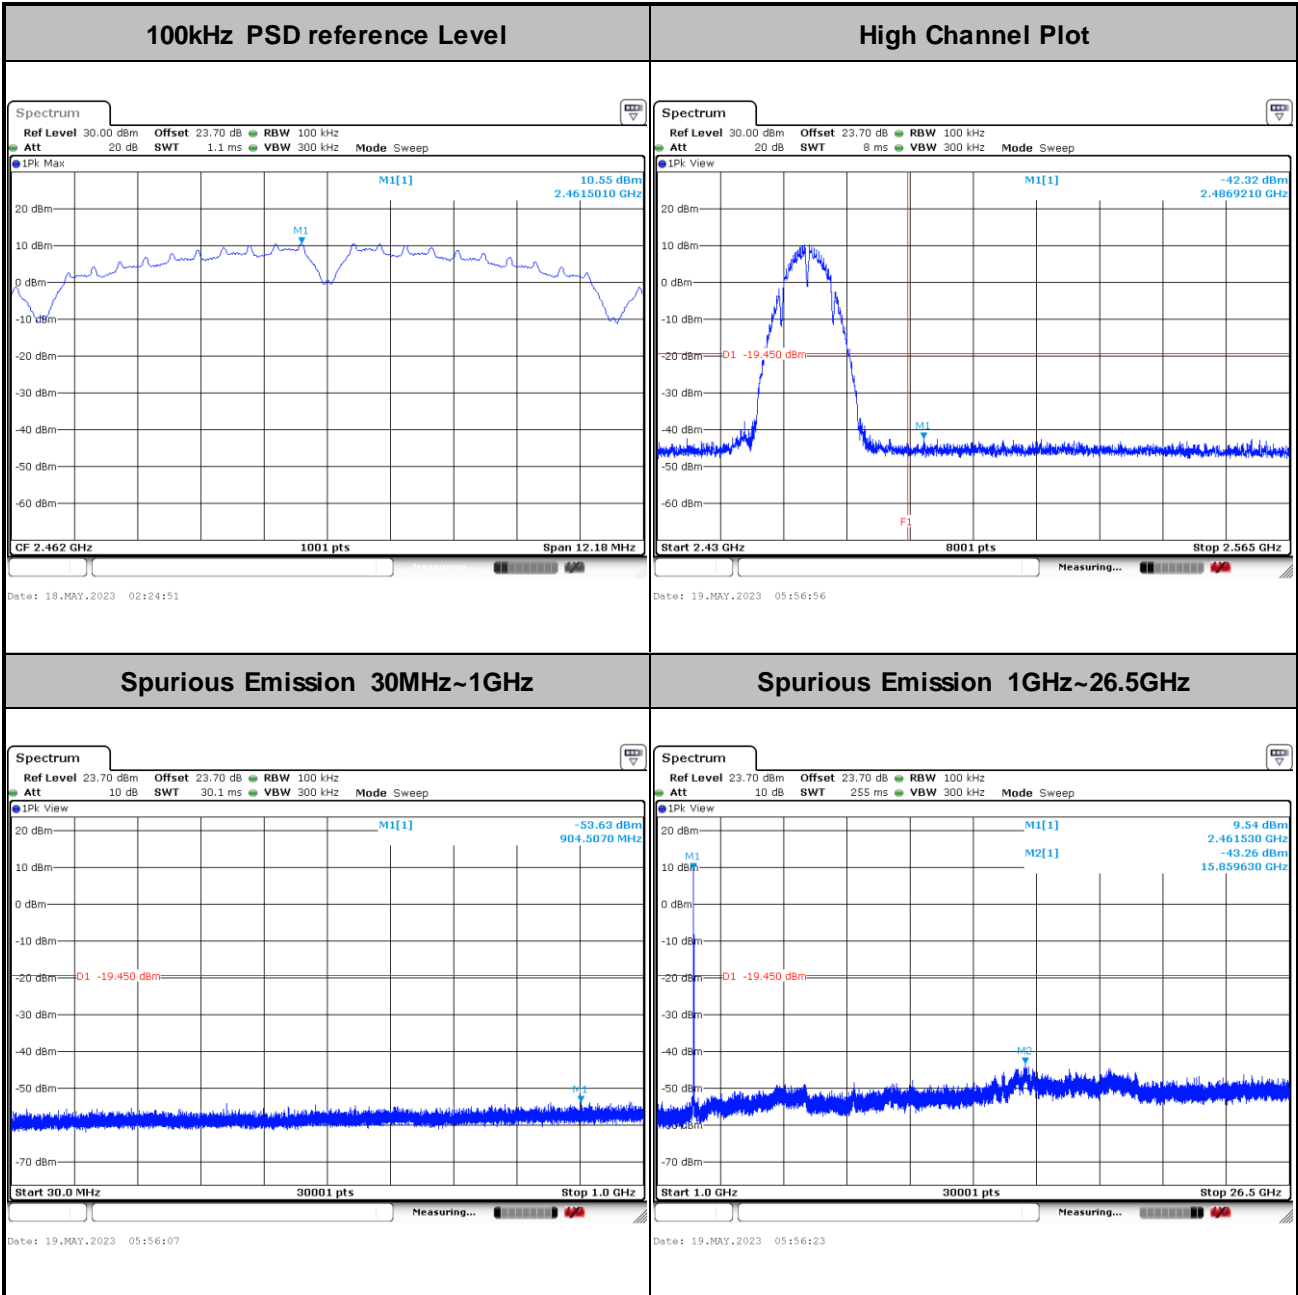 100kHz PSD reference Level
Spectrum
Ref Level 30.00 dBm Offset 23.70 dB RBW 100 kHz
Att 20 dB SWT 1.1 ms VBW 300 kHz Mode Sweep
1Pk Max
M1[1] 10.55 dBm
2.4615010 GHz
20 dBm
M1
10 dBm
0 dBm
-10 dBm
-20 dBm
-30 dBm
-40 dBm
-50 dBm
-60 dBm
CF 2.462 GHz 1001 pts Span 12.18 MHz
Measuring...
Date: 18.MAY.2023 02:24:51
High Channel Plot
Spectrum
Ref Level 30.00 dBm Offset 23.70 dB RBW 100 kHz
Att 20 dB SWT 8 ms VBW 300 kHz Mode Sweep
1Pk View
M1[1] -42.32 dBm
2.4869210 GHz
20 dBm
10 dBm
0 dBm
-10 dBm
-20 dBm D1 -19.450 dBm
-30 dBm
-40 dBm
M1
-50 dBm
-60 dBm
F1
Start 2.43 GHz 8001 pts Stop 2.565 GHz
Measuring...
Date: 19.MAY.2023 05:56:56
Spurious Emission 30MHz~1GHz
Spectrum
Ref Level 23.70 dBm Offset 23.70 dB RBW 100 kHz
Att 10 dB SWT 30.1 ms VBW 300 kHz Mode Sweep
1Pk View
M1[1] -53.63 dBm
904.5070 MHz
20 dBm
10 dBm
0 dBm
-10 dBm
-20 dBm D1 -19.450 dBm
-30 dBm
-40 dBm
-50 dBm
M1
-70 dBm
Start 30.0 MHz 30001 pts Stop 1.0 GHz
Measuring...
Date: 19.MAY.2023 05:56:07
Spurious Emission 1GHz~26.5GHz
Spectrum
Ref Level 23.70 dBm Offset 23.70 dB RBW 100 kHz
Att 10 dB SWT 255 ms VBW 300 kHz Mode Sweep
1Pk View
M1[1] 9.54 dBm
2.461530 GHz
M2[1] -43.26 dBm
15.859630 GHz
20 dBm
M1
10 dBm
0 dBm
-10 dBm
-20 dBm D1 -19.450 dBm
-30 dBm
-40 dBm
M2
-50 dBm
-70 dBm
Start 1.0 GHz 30001 pts Stop 26.5 GHz
Measuring...
Date: 19.MAY.2023 05:56:23